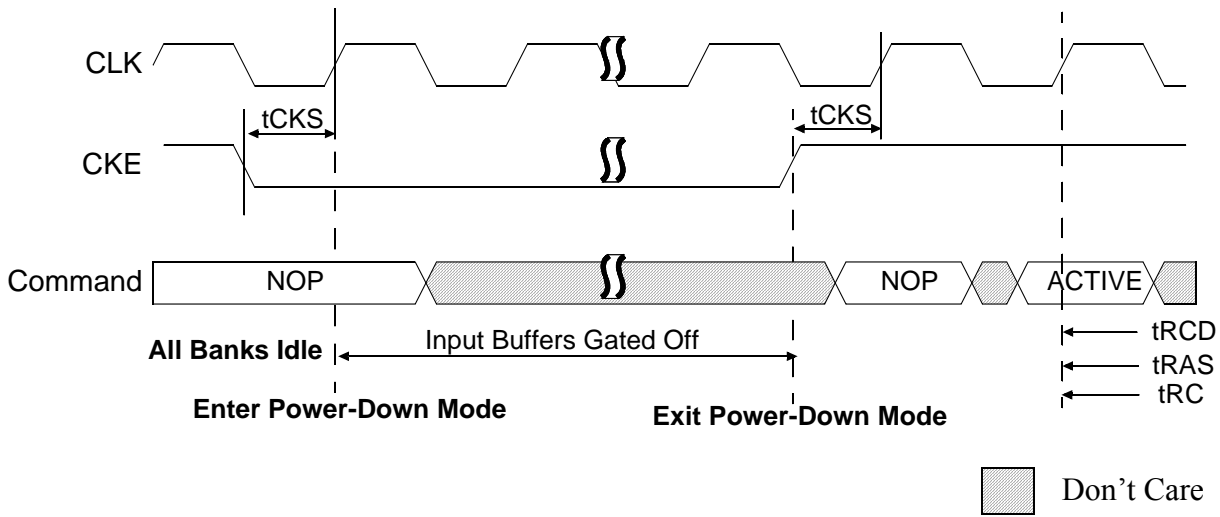 CLK
tCKS
tCKS
CKE
Command
NOP
NOP
ACTIVE
All Banks Idle
Input Buffers Gated Off
tRCD
tRAS
tRC
Enter Power-Down Mode
Exit Power-Down Mode
Don't Care